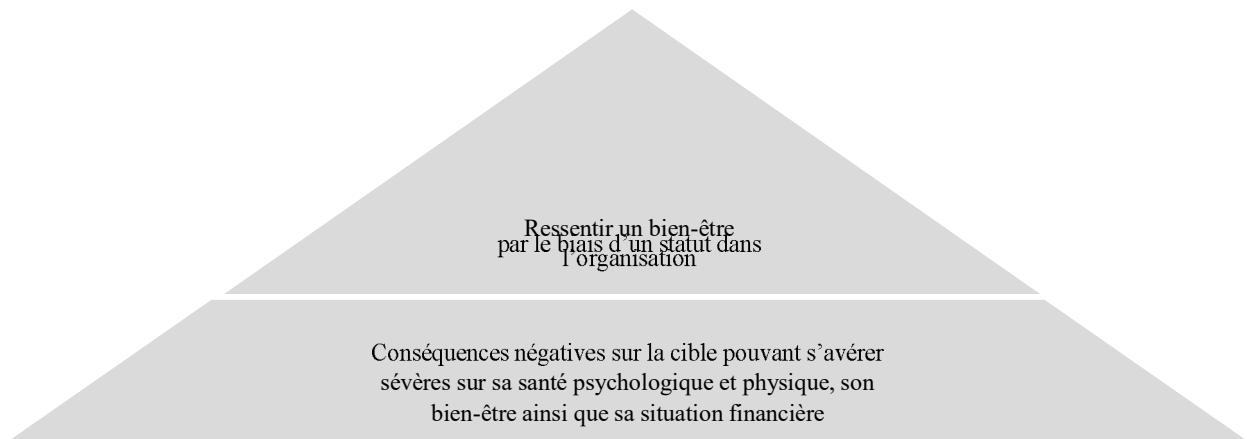 Ressentir un bien-être
par le biais d’un statut dans
l’organisation
Conséquences négatives sur la cible pouvant s’avérer
sévères sur sa santé psychologique et physique, son
bien-être ainsi que sa situation financière